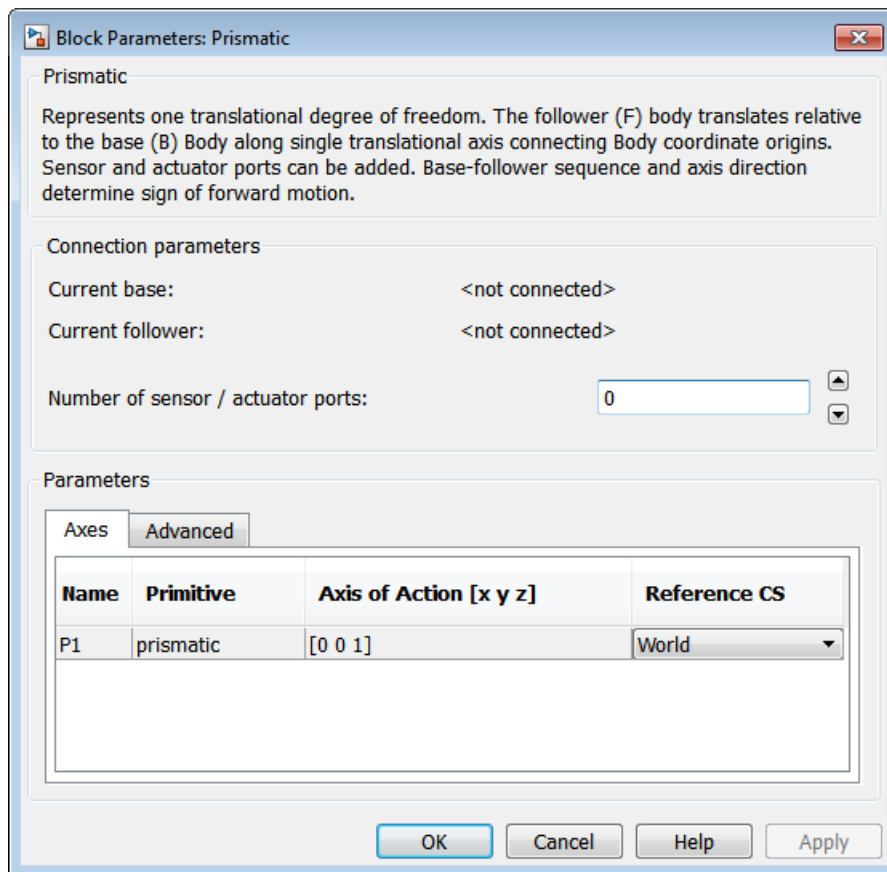 Block Parameters: Prismatic
Prismatic
Represents one translational degree of freedom. The follower (F) body translates relative
to the base (B) Body along single translational axis connecting Body coordinate origins.
Sensor and actuator ports can be added. Base-follower sequence and axis direction
determine sign of forward motion.
Connection parameters
Current base: <not connected>
Current follower: <not connected>
Number of sensor / actuator ports: 0
Parameters
Axes Advanced
Name Primitive Axis of Action [x y z] Reference CS
P1 prismatic [0 0 1] World
OK Cancel Help Apply